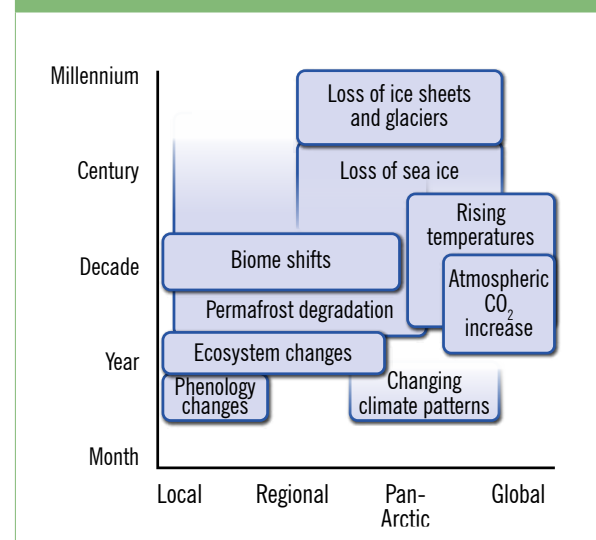 Millennium
Loss of ice sheets
and glaciers
Century
Loss of sea ice
Rising
temperatures
Decade
Biome shifts
Atmospheric
CO2
increase
Permafrost degradation
Year
Ecosystem changes
Phenology
changes
Changing
climate patterns
Month
Local
Regional
Pan-
Arctic
Global